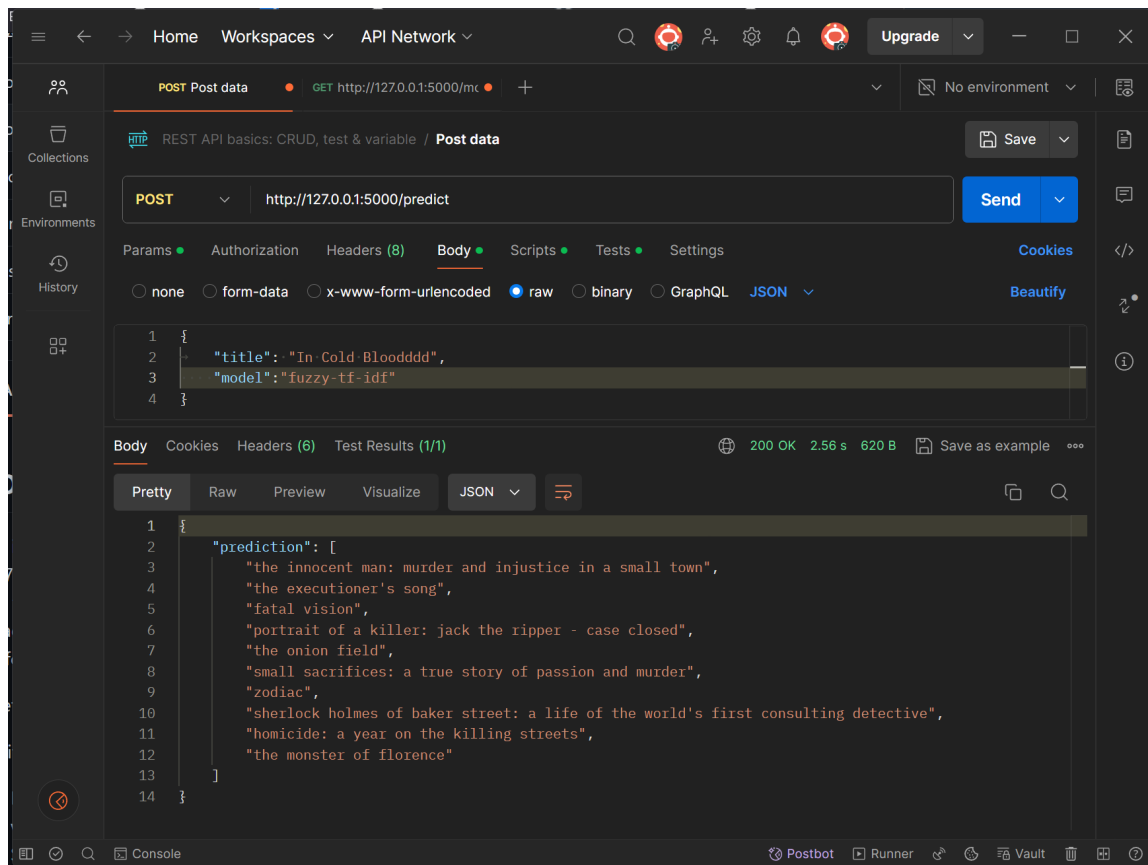 Home Workspaces API Network Upgrade
POST Post data GET http://127.0.0.1:5000/mc No environment
HTTP REST API basics: CRUD, test & variable / Post data Save
Collections
POST http://127.0.0.1:5000/predict Send
Environments
Params Authorization Headers (8) Body Scripts Tests Settings Cookies
History
none form-data x-www-form-urlencoded raw binary GraphQL JSON Beautify
1 {
2 "title": "In Cold Bloodddd",
3 "model":"fuzzy-tf-idf"
4 }
Body Cookies Headers (6) Test Results (1/1) 200 OK 2.56 s 620 B Save as example
Pretty Raw Preview Visualize JSON
1 {
2 "prediction": [
3 "the innocent man: murder and injustice in a small town",
4 "the executioner's song",
5 "fatal vision",
6 "portrait of a killer: jack the ripper - case closed",
7 "the onion field",
8 "small sacrifices: a true story of passion and murder",
9 "zodiac",
10 "sherlock holmes of baker street: a life of the world's first consulting detective",
11 "homicide: a year on the killing streets",
12 "the monster of florence"
13 ]
14 }
Console Postbot Runner Vault